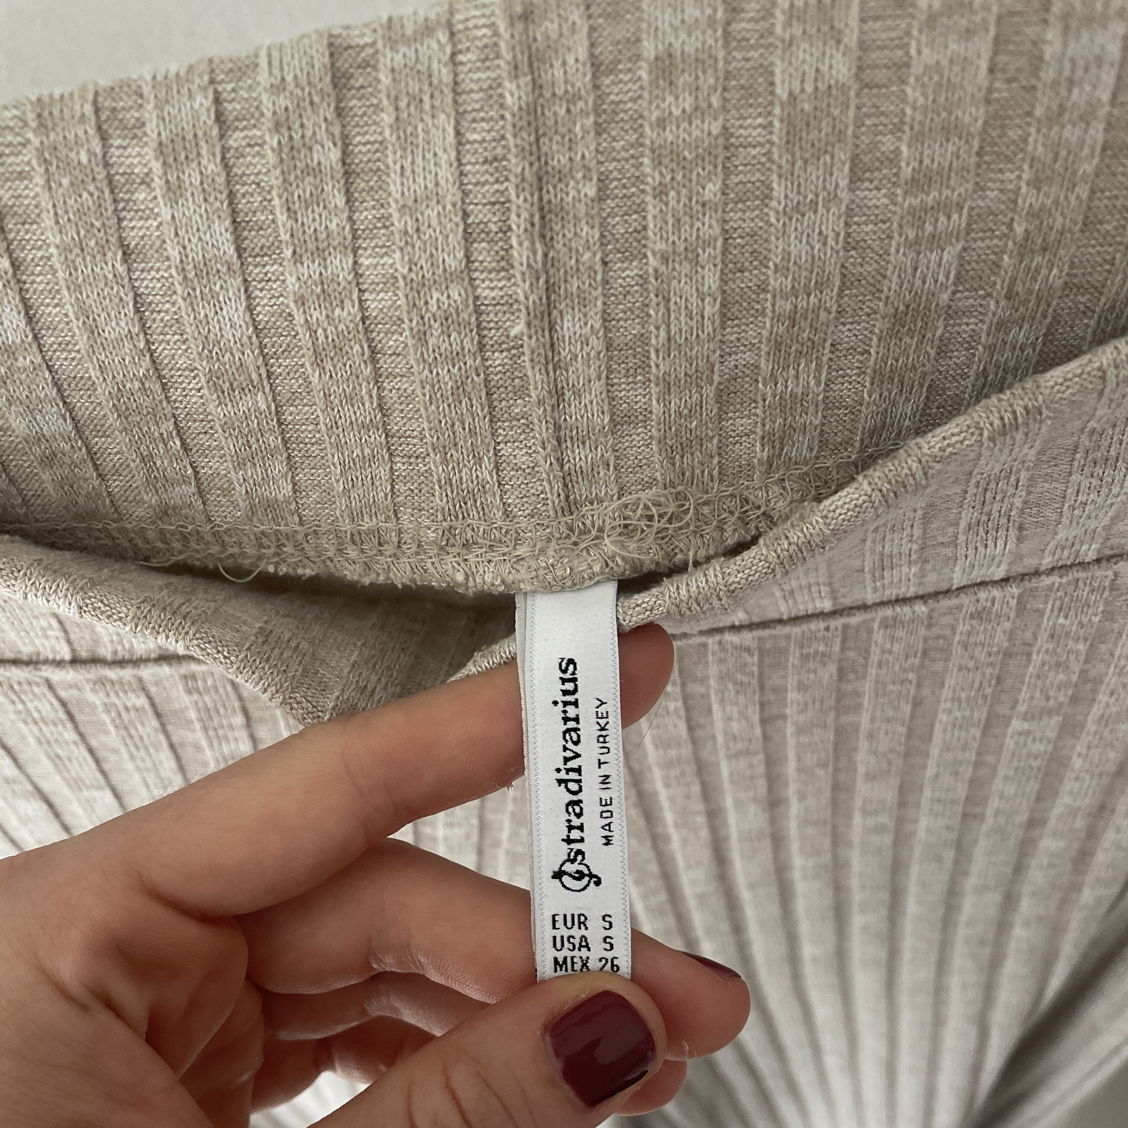 stradivarius
MADE IN TURKEY
EUR S
USA S
MEX 26